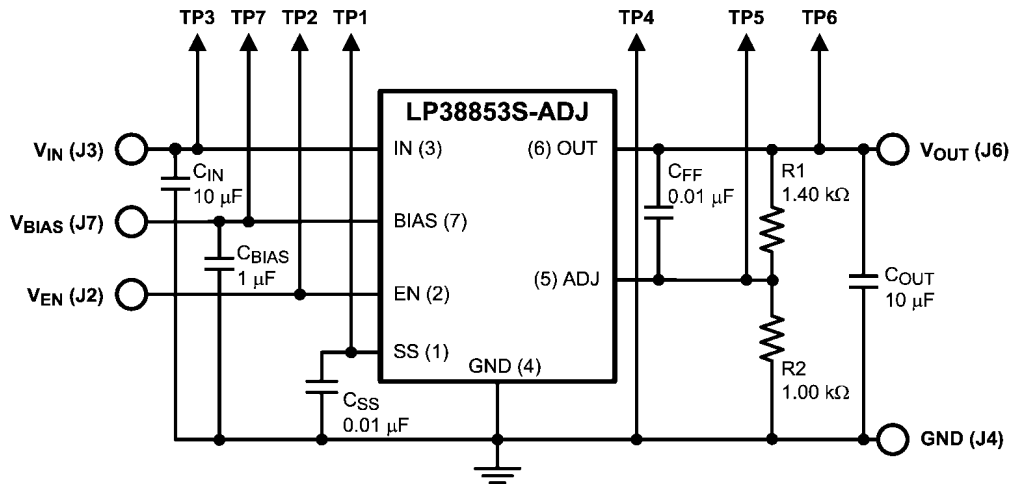 TP3 TP7 TP2 TP1 TP4 TP5 TP6
LP38853S-ADJ
VIN (J3)
IN (3)
(6) OUT
VOUT (J6)
CIN
10 μF
CFF
0.01 μF
R1
1.40 kΩ
VBIAS (J7)
BIAS (7)
CBIAS
1 μF
(5) ADJ
COUT
10 μF
VEN (J2)
EN (2)
SS (1)
GND (4)
R2
1.00 kΩ
CSS
0.01 μF
GND (J4)